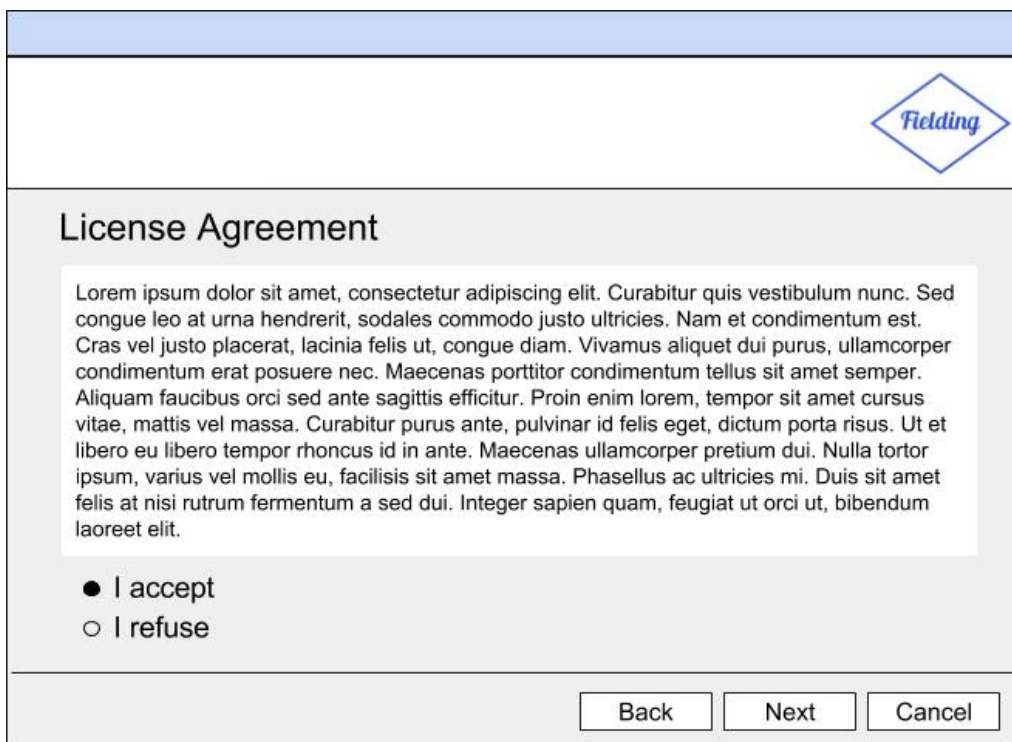 Fielding
License Agreement
Lorem ipsum dolor sit amet, consectetur adipiscing elit. Curabitur quis vestibulum nunc. Sed
congue leo at urna hendrerit, sodales commodo justo ultricies. Nam et condimentum est.
Cras vel justo placerat, lacinia felis ut, congue diam. Vivamus aliquet dui purus, ullamcorper
condimentum erat posuere nec. Maecenas porttitor condimentum tellus sit amet semper.
Aliquam faucibus orci sed ante sagittis efficitur. Proin enim lorem, tempor sit amet cursus
vitae, mattis vel massa. Curabitur purus ante, pulvinar id felis eget, dictum porta risus. Ut et
libero eu libero tempor rhoncus id in ante. Maecenas ullamcorper pretium dui. Nulla tortor
ipsum, varius vel mollis eu, facilisis sit amet massa. Phasellus ac ultricies mi. Duis sit amet
felis at nisi rutrum fermentum a sed dui. Integer sapien quam, feugiat ut orci ut, bibendum
laoreet elit.
I accept
I refuse
Back Next Cancel